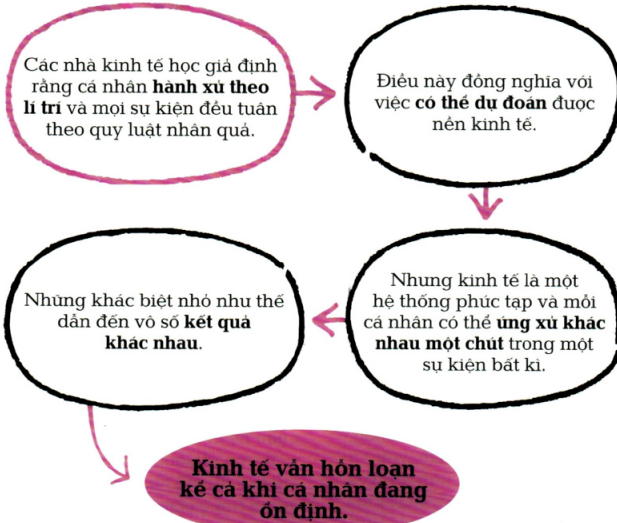 Các nhà kinh tế học giả định
rằng cá nhân hành xử theo
lí trí và mọi sự kiện đều tuân
theo quy luật nhân quả.
Điều này đồng nghĩa với
việc có thể dự đoán được
nền kinh tế.
Nhưng kinh tế là một
hệ thống phức tạp và mỗi
cá nhân có thể ứng xử khác
nhau một chút trong một
sự kiện bất kì.
Những khác biệt nhỏ như thế
dẫn đến vô số kết quả
khác nhau.
Kinh tế vẫn hỗn loạn
kể cả khi cá nhân đang
ổn định.